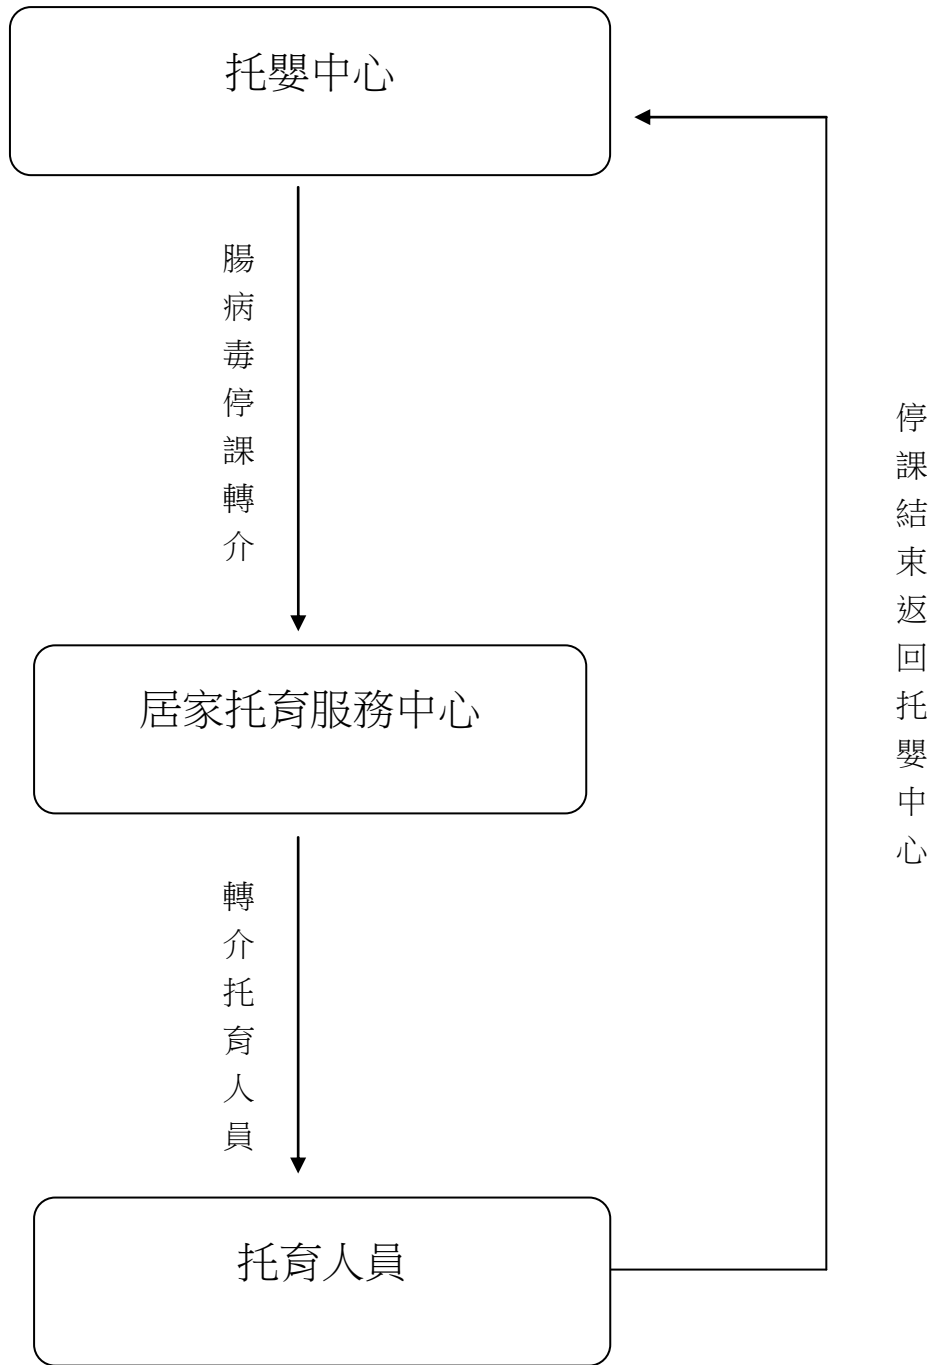 托嬰中心
腸病毒停課轉介
居家托育服務中心
轉介托育人員
托育人員
停課結束返回托嬰中心